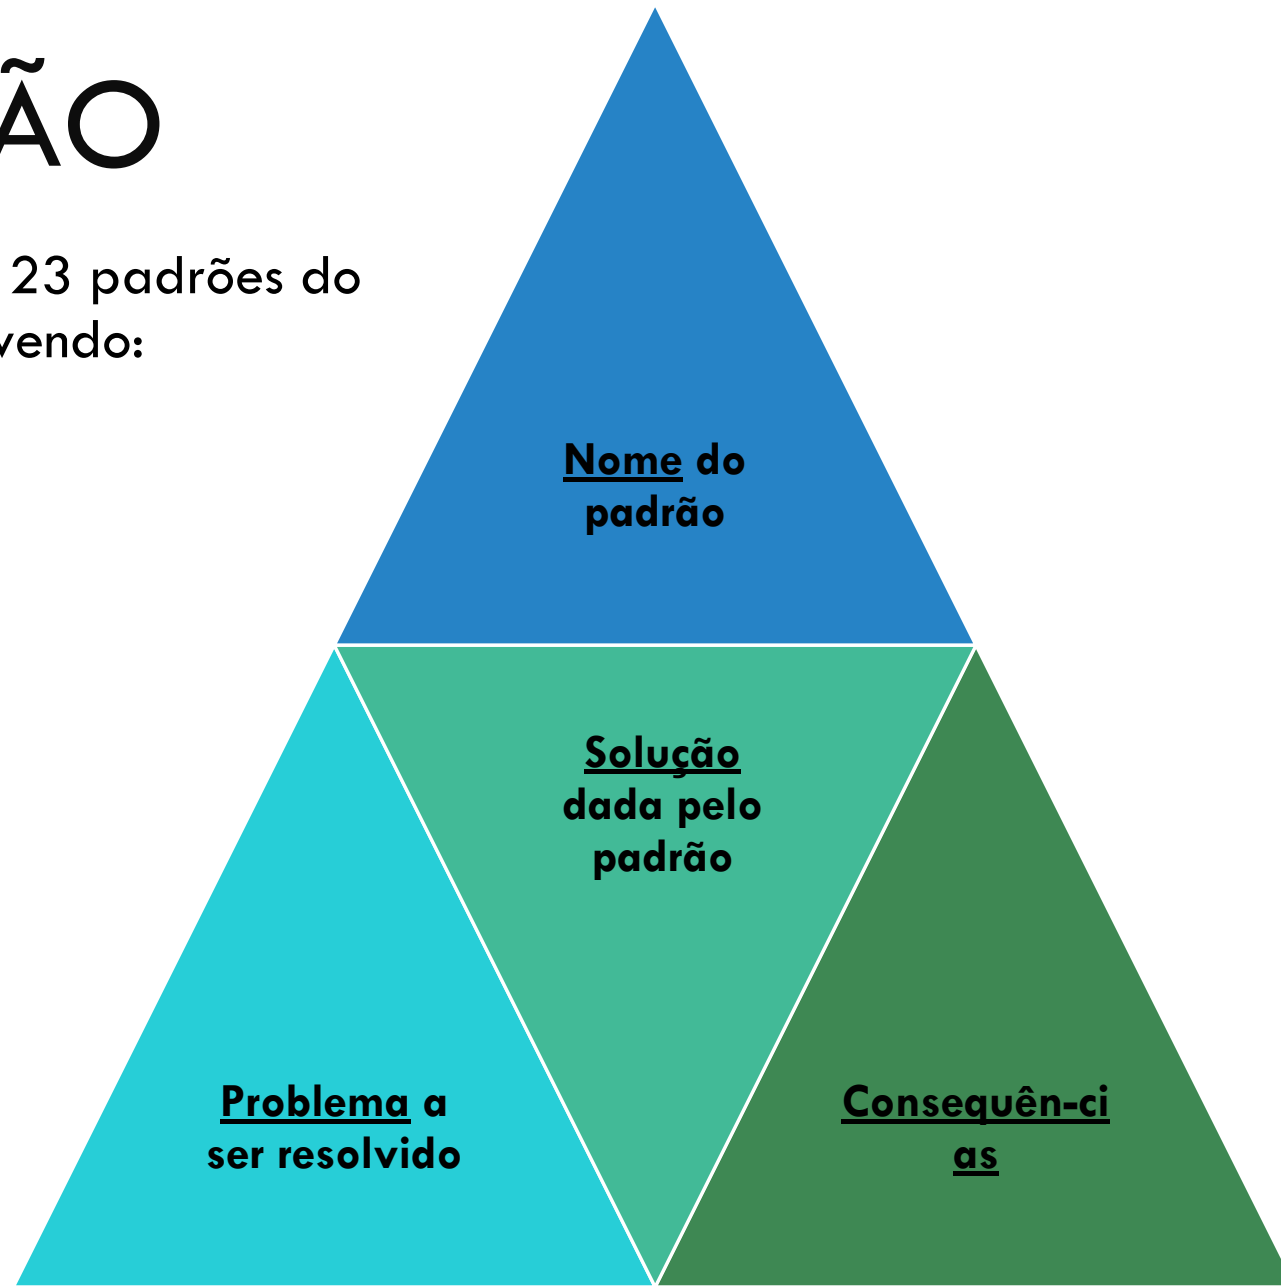 ÃO
23 padrões do
vendo:
Nome do
padrão
Solução
dada pelo
padrão
Problema a
ser resolvido
Consequên-ci
as